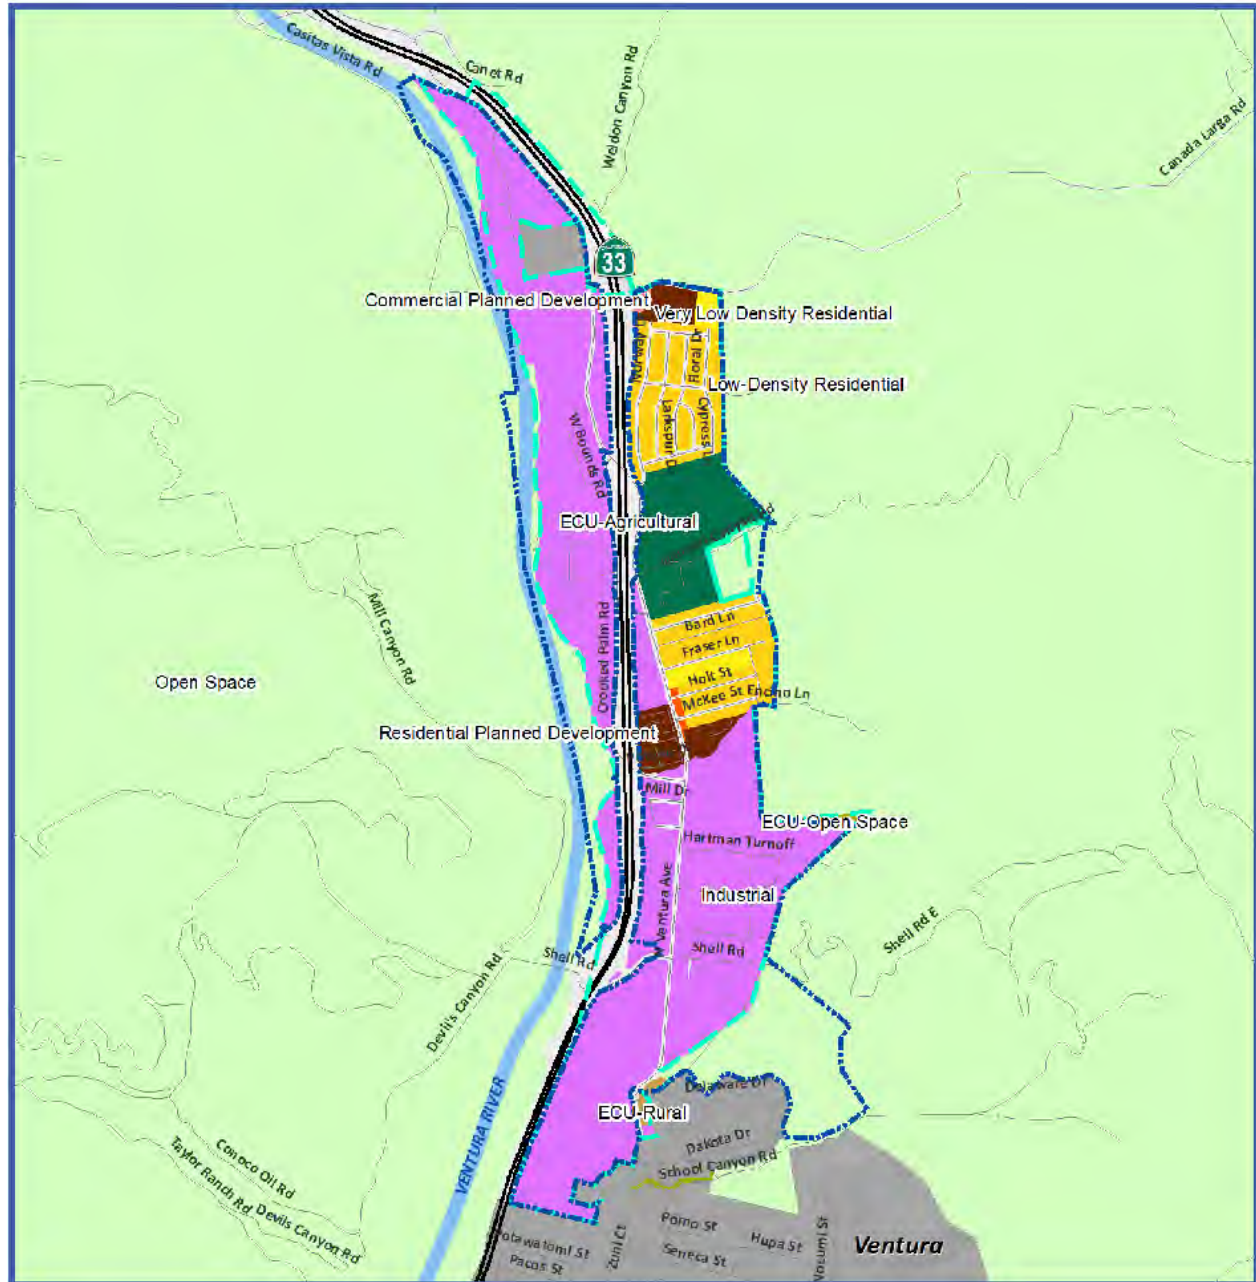 Casitas Vista Rd
Canet Rd
Weldon Canyon Rd
Canada Larga Rd
33
Commercial Planned Development
Very Low Density Residential
Floral Dr
Low-Density Residential
Larkspur Dr
Cypress
W Bounds Rd
ECU-Agricultural
Mill Canyon Rd
Crooked Palm Rd
Bard Ln
Fraser Ln
Holt St
McKee St
Encino Ln
Open Space
Residential Planned Development
Mill Dr
ECU-Open Space
Hartman Turnoff
Ventura Ave
Industrial
Shell Rd E
Shell Rd
Shell Rd
Devil's Canyon Rd
VENTURA RIVER
Delaware Dr
ECU-Rural
Dakota Dr
School Canyon Rd
Conoco Oil Rd
Taylor Ranch Rd
Devils Canyon Rd
Pomo St
Hupa St
Yocumi St
Ventura
Zuni Ct
Seneca St
Pacos St